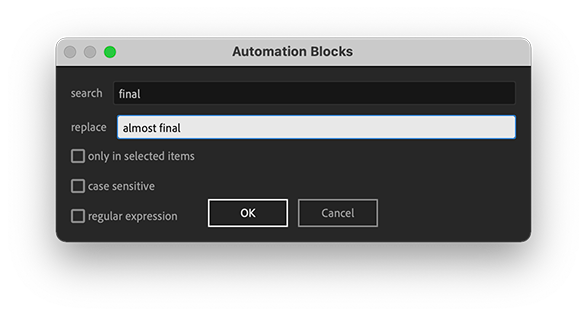 Automation Blocks
search final
replace almost final
only in selected items
case sensitive
regular expression OK Cancel